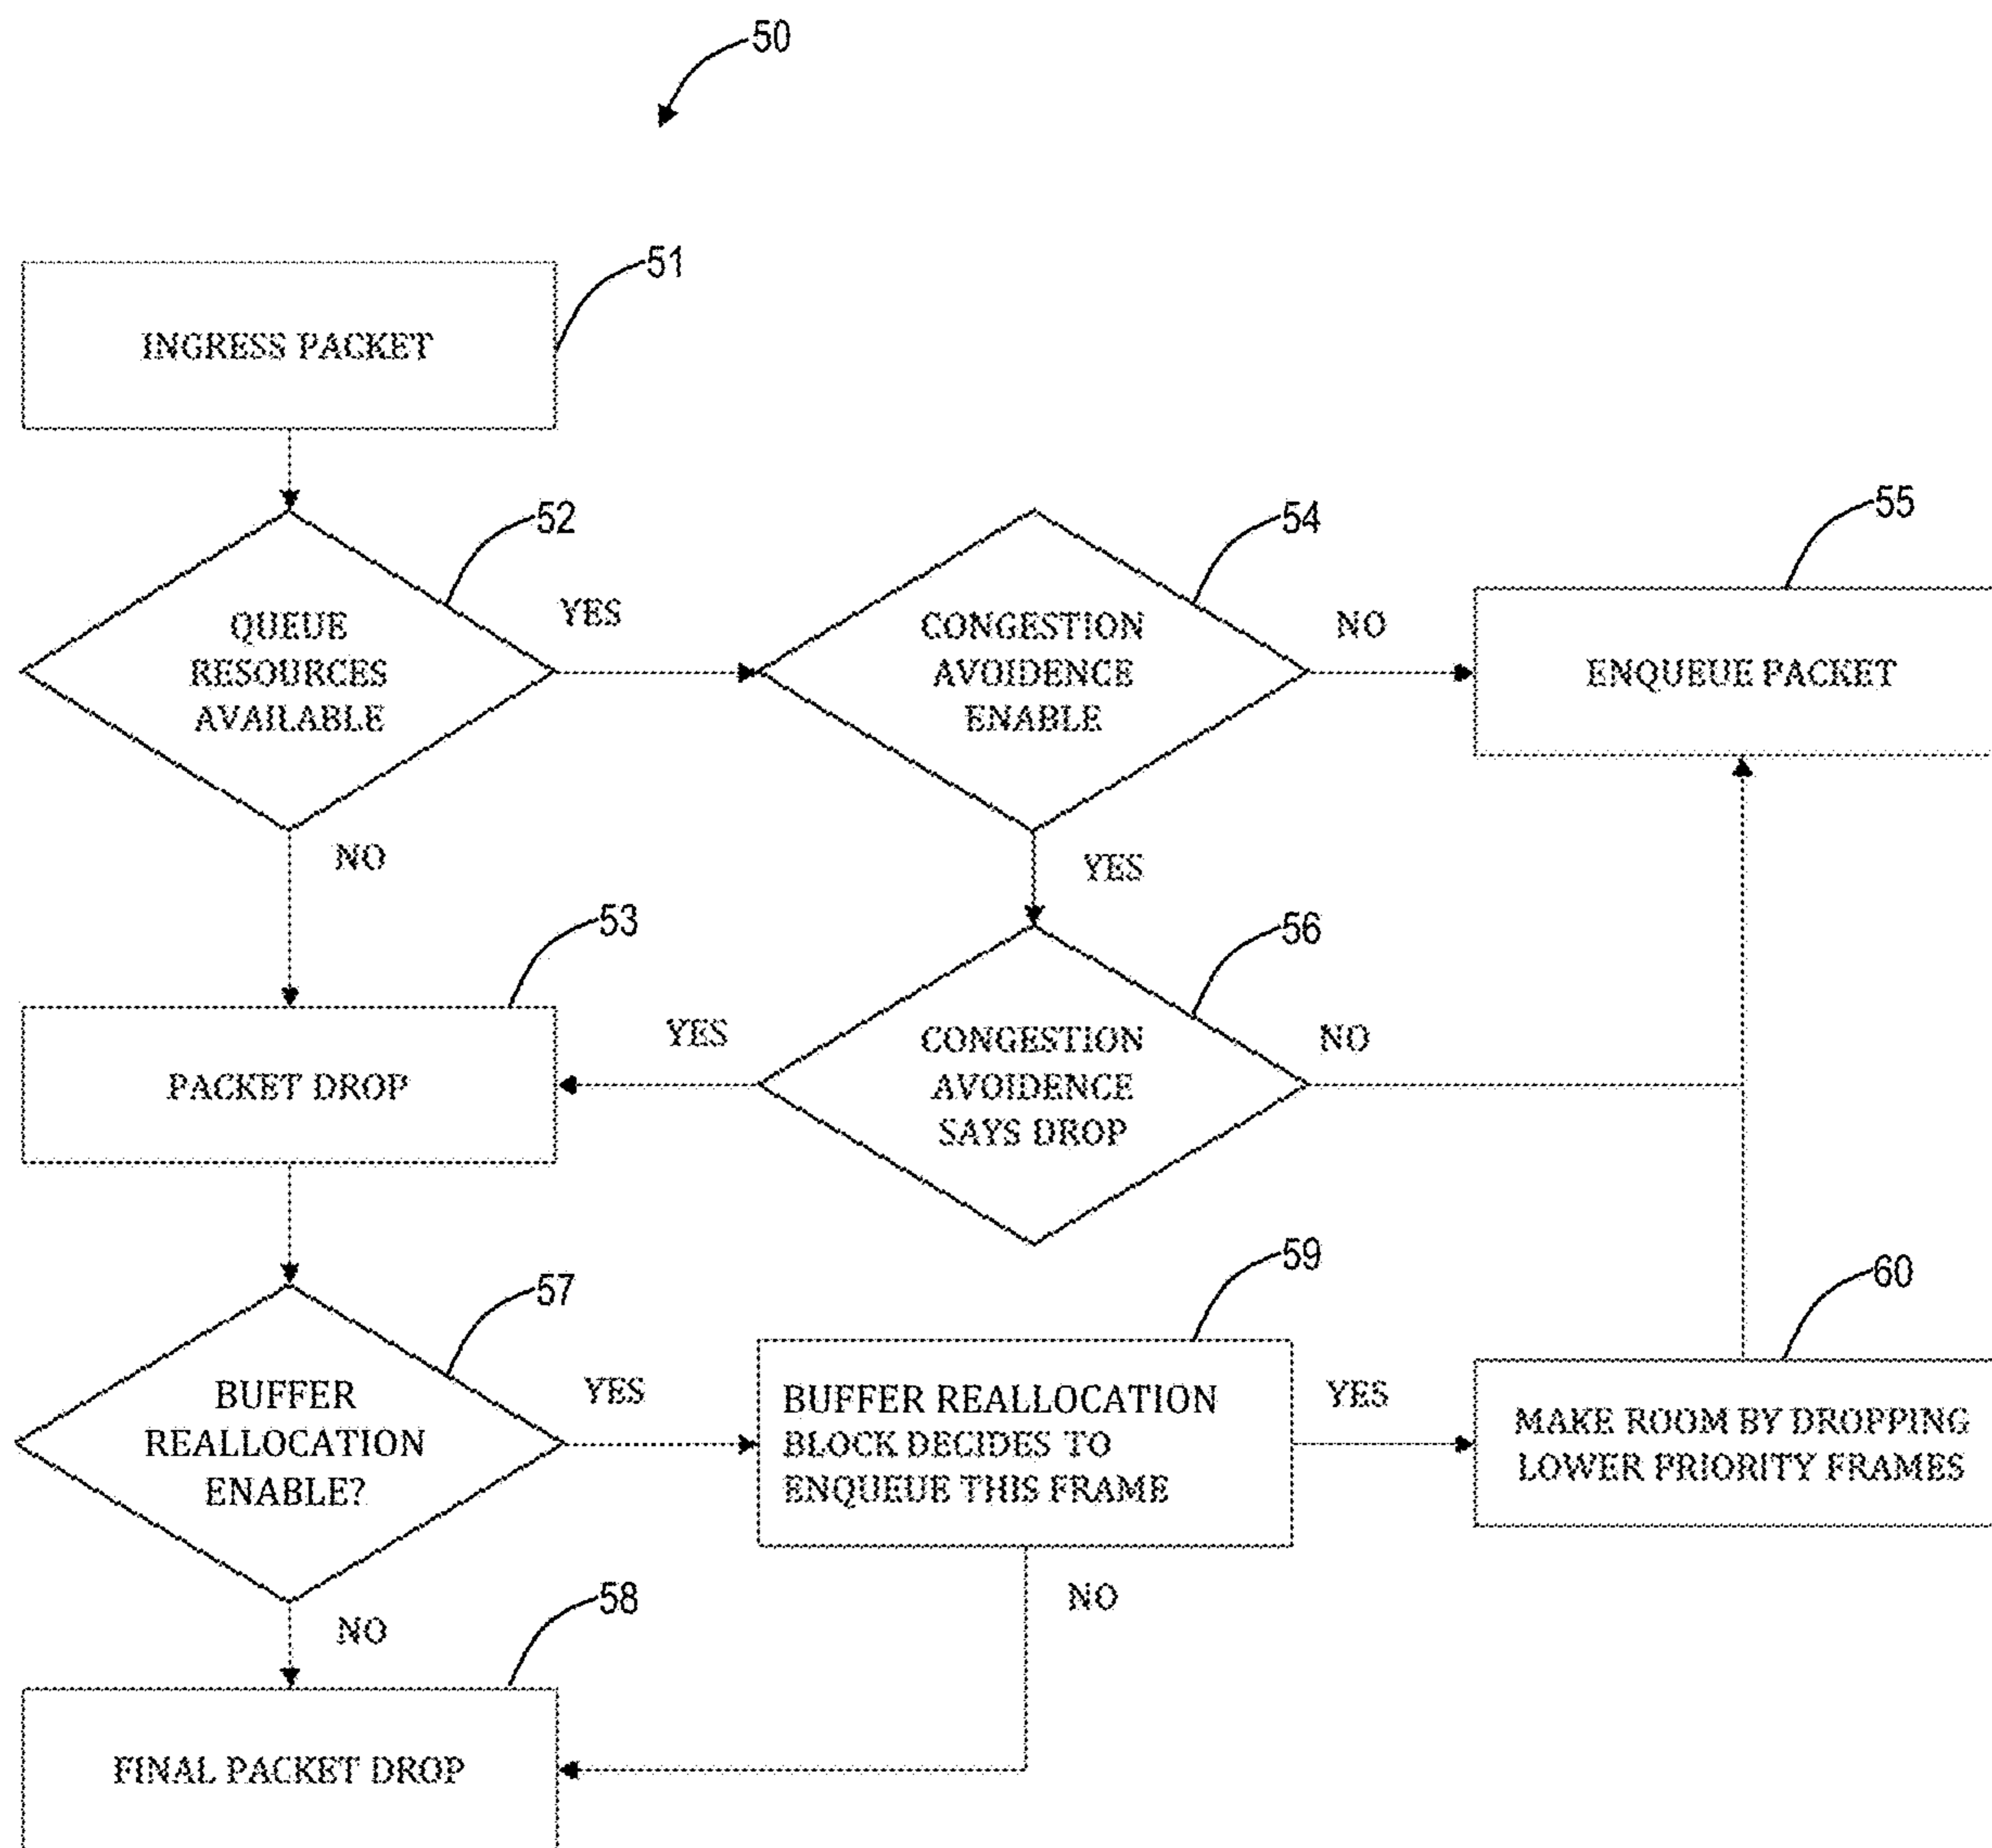 50
51
INGRESS PACKET
52
54
55
QUEUE
RESOURCES
AVAILABLE
YES
CONGESTION
AVOIDENCE
ENABLE
NO
ENQUEUE PACKET
NO
YES
53
56
PACKET DROP
YES
CONGESTION
AVOIDENCE
SAYS DROP
NO
57
59
60
BUFFER
REALLOCATION
ENABLE?
YES
BUFFER REALLOCATION
BLOCK DECIDES TO
ENQUEUE THIS FRAME
YES
MAKE ROOM BY DROPPING
LOWER PRIORITY FRAMES
NO
58
NO
FINAL PACKET DROP